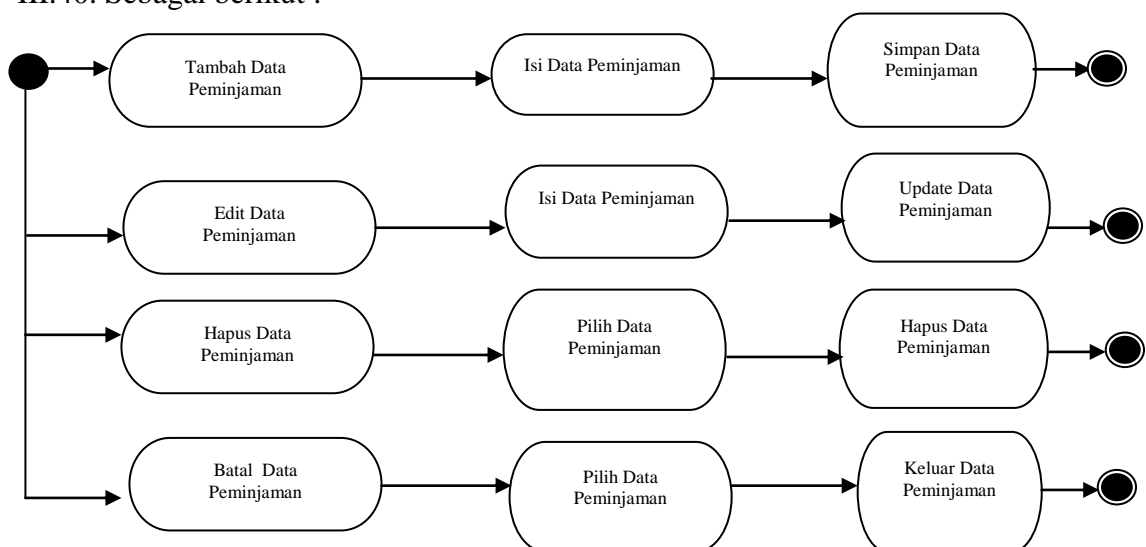 III.46. Sebagai berikut :
Tambah Data
Peminjaman
Isi Data Peminjaman
Simpan Data
Peminjaman
Edit Data
Peminjaman
Isi Data Peminjaman
Update Data
Peminjaman
Hapus Data
Peminjaman
Pilih Data
Peminjaman
Hapus Data
Peminjaman
Batal Data
Peminjaman
Pilih Data
Peminjaman
Keluar Data
Peminjaman